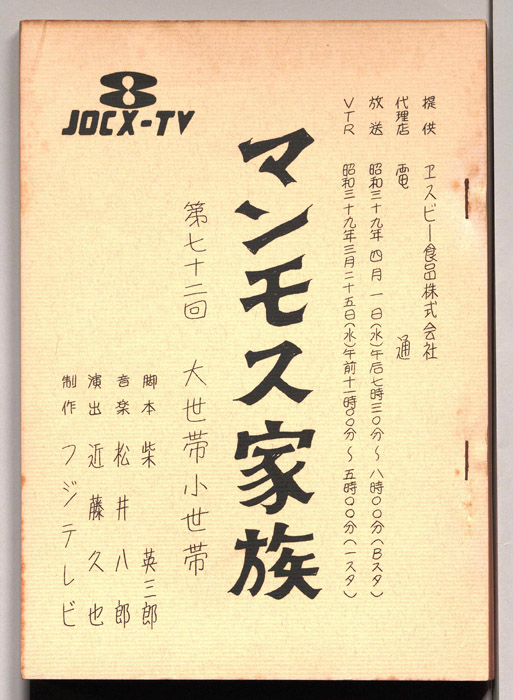 提供 ヱスビー食品株式会社
代理店 電通
放送 昭和三十九年四月一日(水)午后七時三〇分〜八時〇〇分(Bスタ)
VTR 昭和三十九年三月二十五日(水)午前十一時〇〇分〜五時〇〇分(一スタ)
マンモス家族
第七十二回 大世帯小世帯
脚本 柴英三郎
音楽 松井八郎
演出 近藤久也
制作 フジテレビ
8
JOCX-TV